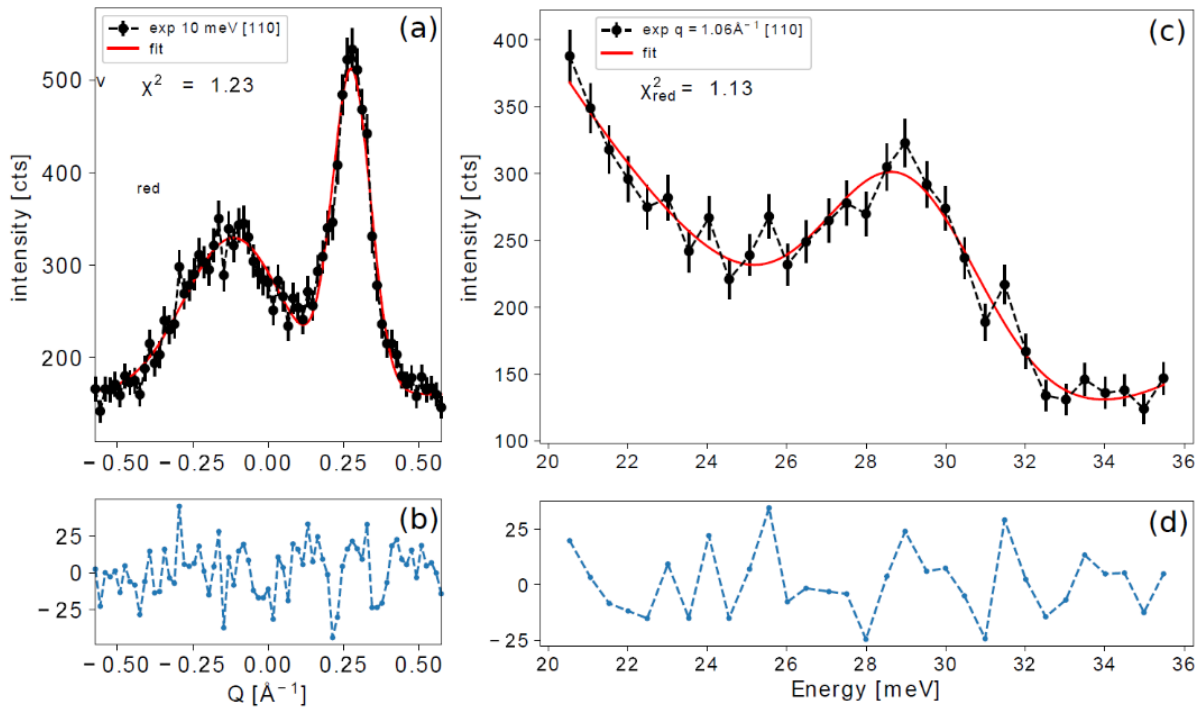 (a)
exp 10 meV [110]
fit
v χ² = 1.23
red
500
400
300
200
intensity [cts]
− 0.50 − 0.25 0.00 0.25 0.50
(b)
25
0
− 25
− 0.50 − 0.25 0.00 0.25 0.50
Q [Å⁻¹]
(c)
exp q = 1.06Å⁻¹ [110]
fit
χ²red = 1.13
400
350
300
250
200
150
100
intensity [cts]
20 22 24 26 28 30 32 34 36
(d)
25
0
−25
20 22 24 26 28 30 32 34 36
Energy [meV]